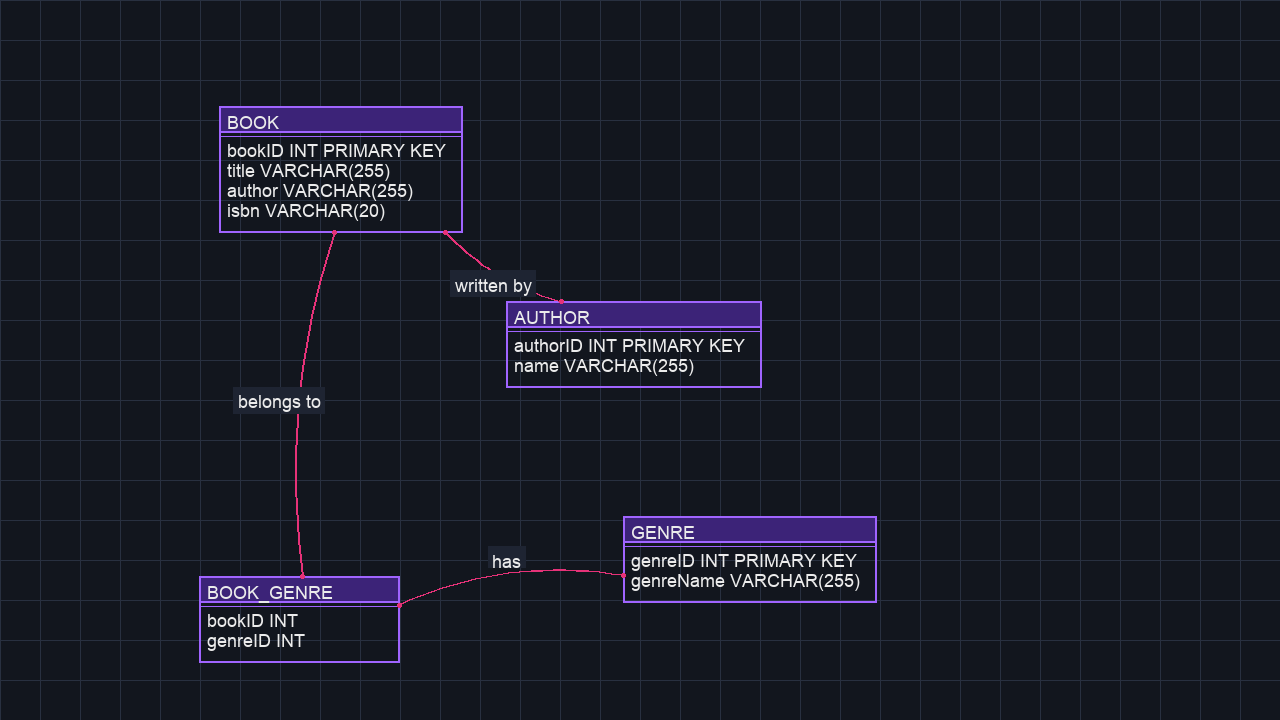 BOOK
bookID INT PRIMARY KEY
title VARCHAR(255)
author VARCHAR(255)
isbn VARCHAR(20)
written by
AUTHOR
authorID INT PRIMARY KEY
name VARCHAR(255)
belongs to
GENRE
genreID INT PRIMARY KEY
genreName VARCHAR(255)
has
BOOK_GENRE
bookID INT
genreID INT